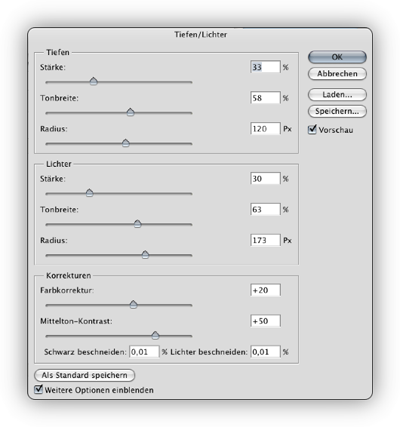 Tiefen/Lichter
Tiefen
Stärke: 33 %
Tonbreite: 58 %
Radius: 120 Px
Lichter
Stärke: 30 %
Tonbreite: 63 %
Radius: 173 Px
Korrekturen
Farbkorrektur: +20
Mittelton-Kontrast: +50
Schwarz beschneiden: 0,01 % Lichter beschneiden: 0,01 %
Als Standard speichern
Weitere Optionen einblenden
OK
Abbrechen
Laden...
Speichern...
Vorschau